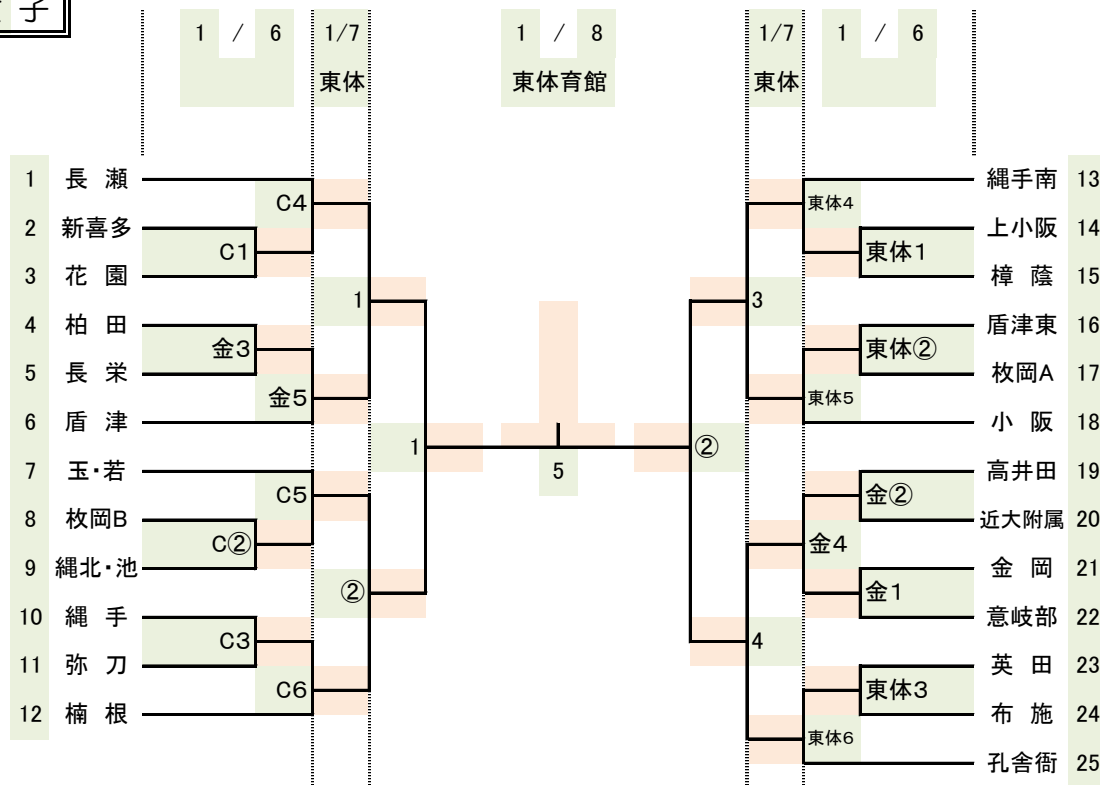 子
1 / 6 1/7 1 / 8 1/7 1 / 6
東体 東体育館 東体
1 長 瀬
2 新喜多
3 花 園
4 柏 田
5 長 栄
6 盾 津
7 玉・若
8 枚岡B
9 縄北・池
10 縄 手
11 弥 刀
12 楠 根
C4
C1
金3
金5
C5
C②
C3
C6
1
②
1
5
②
3
4
東体4
東体1
東体②
東体5
金②
金4
金1
東体3
東体6
縄手南 13
上小阪 14
樟 蔭 15
盾津東 16
枚岡A 17
小 阪 18
高井田 19
近大附属 20
金 岡 21
意岐部 22
英 田 23
布 施 24
孔舎衙 25